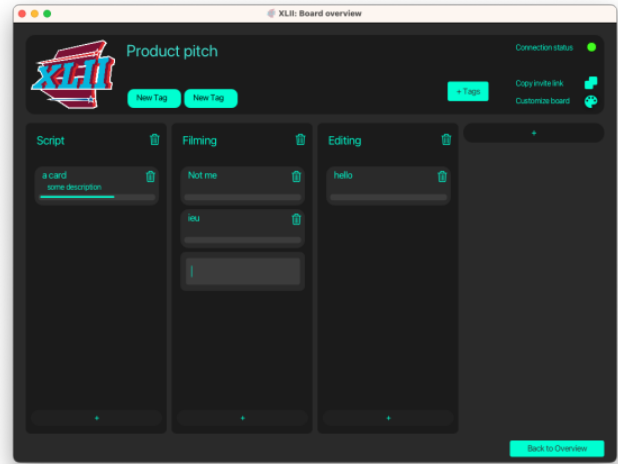 XLII: Board overview
XLII
Product pitch
Connection status
New Tag
New Tag
+ Tags
Copy invite link
Customize board
Script
Filming
Editing
+
a card
some description
Not me
hello
ieu
+
+
+
Back to Overview